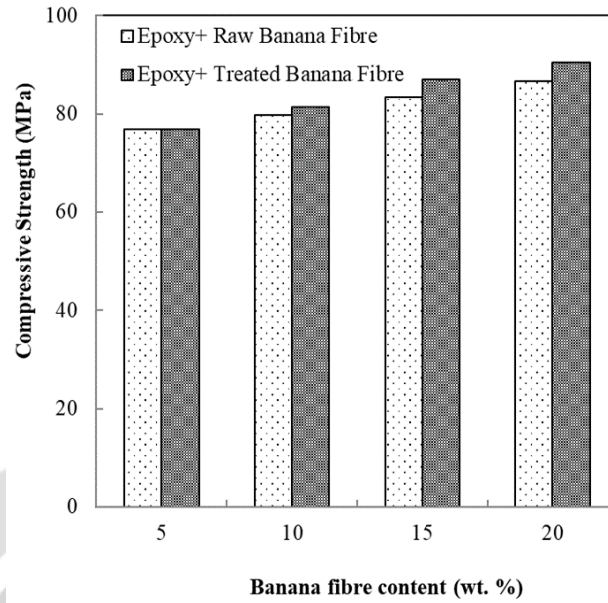 Epoxy+ Raw Banana Fibre
Epoxy+ Treated Banana Fibre
Compressive Strength (MPa)
100
80
60
40
20
0
5 10 15 20
Banana fibre content (wt. %)